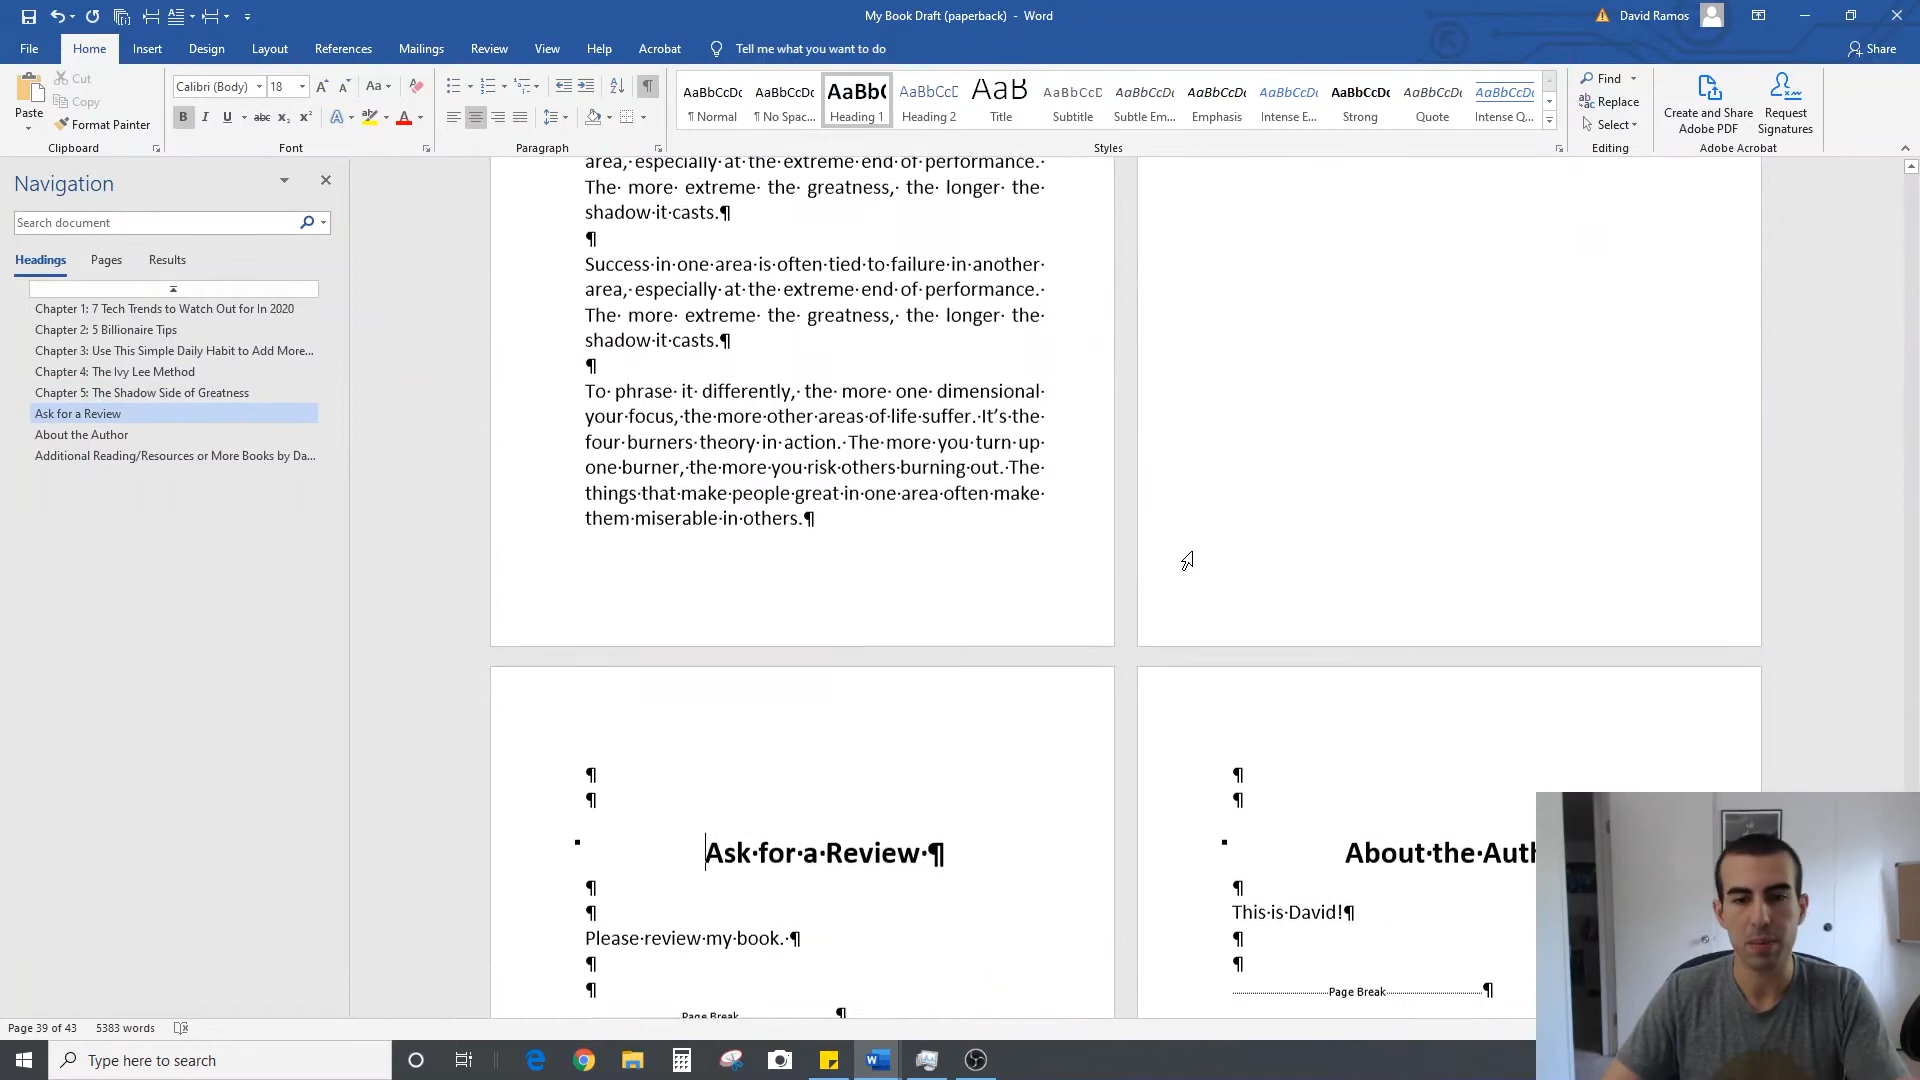 My Book Draft (paperback) - Word
David Ramos
File Home Insert Design Layout References Mailings Review View Help Acrobat Tell me what you want to do
Share
Paste
Cut
Copy
Format Painter
Clipboard
Calibri (Body) 18
Font
Paragraph
AaBbCcDc AaBbCcDc AaBbC AaBbCcD AaB AaBbCcD AaBbCcDc AaBbCcDc AaBbCcDc AaBbCcDc AaBbCcDc AaBbCcDc
¶ Normal ¶ No Spac... Heading 1 Heading 2 Title Subtitle Subtle Em... Emphasis Intense E... Strong Quote Intense Q...
Styles
Find
Replace
Select
Editing
Create and Share
Adobe PDF
Request
Signatures
Adobe Acrobat
Navigation
Search document
Headings Pages Results
Chapter 1: 7 Tech Trends to Watch Out for In 2020
Chapter 2: 5 Billionaire Tips
Chapter 3: Use This Simple Daily Habit to Add More...
Chapter 4: The Ivy Lee Method
Chapter 5: The Shadow Side of Greatness
Ask for a Review
About the Author
Additional Reading/Resources or More Books by Da...
area,·especially·at·the·extreme·end·of·performance.·
The·more·extreme·the·greatness,·the·longer·the·
shadow·it·casts.¶
¶
Success·in·one·area·is·often·tied·to·failure·in·another·
area,·especially·at·the·extreme·end·of·performance.·
The·more·extreme·the·greatness,·the·longer·the·
shadow·it·casts.¶
¶
To·phrase·it·differently,·the·more·one·dimensional·
your·focus,·the·more·other·areas·of·life·suffer.·It’s·the·
four·burners·theory·in·action.·The·more·you·turn·up·
one·burner,·the·more·you·risk·others·burning·out.·The·
things·that·make·people·great·in·one·area·often·make·
them·miserable·in·others.¶
¶
¶
Ask·for·a·Review·¶
¶
¶
Please·review·my·book.·¶
¶
¶
Page Break ¶
¶
¶
About·the·Auth
¶
This·is·David!¶
¶
¶
Page Break ¶
Page 39 of 43 5383 words
Type here to search